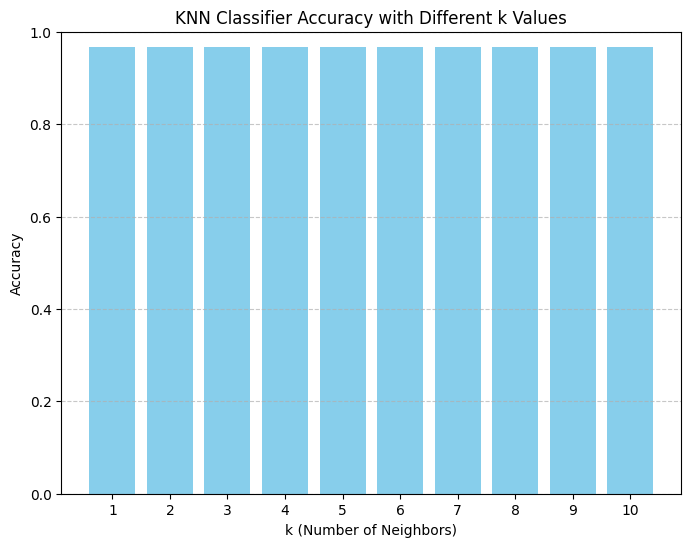 KNN Classifier Accuracy with Different k Values
1.0
0.8
0.6
0.4
0.2
0.0
Accuracy
1 2 3 4 5 6 7 8 9 10
k (Number of Neighbors)